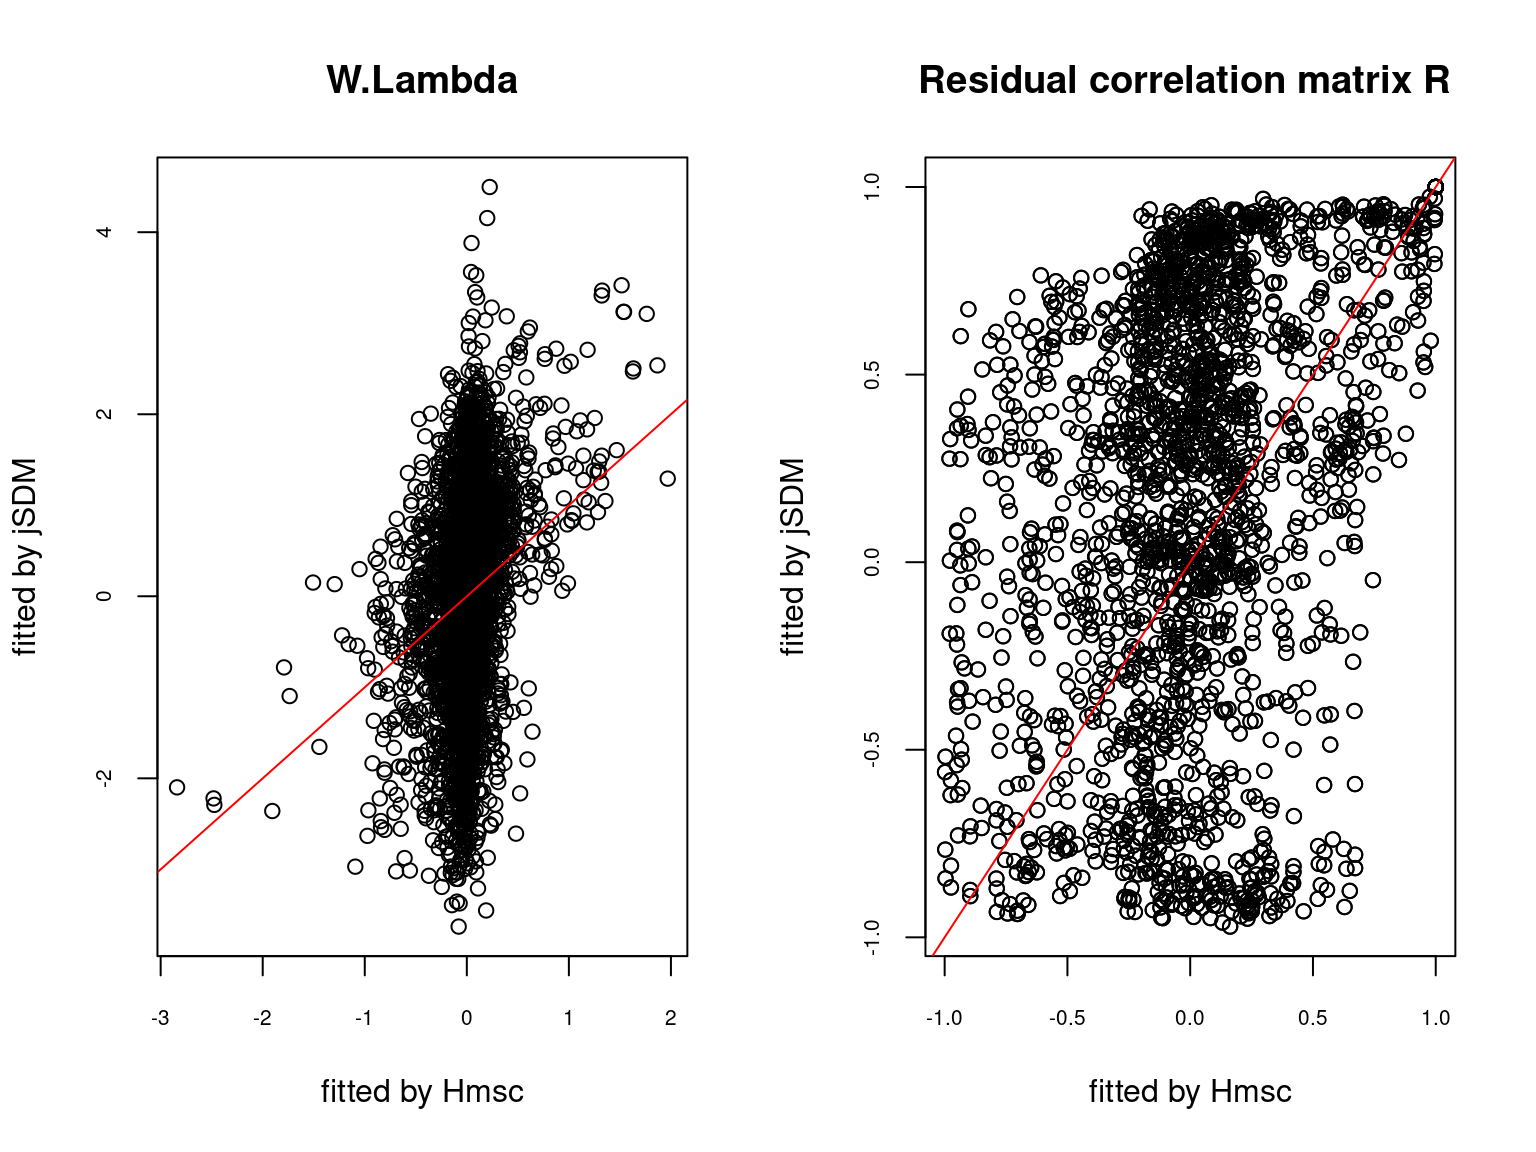 W.Lambda
fitted by jSDM
4
2
0
-2
-3 -2 -1 0 1 2
fitted by Hmsc
Residual correlation matrix R
fitted by jSDM
1.0
0.5
0.0
-0.5
-1.0
-1.0 -0.5 0.0 0.5 1.0
fitted by Hmsc